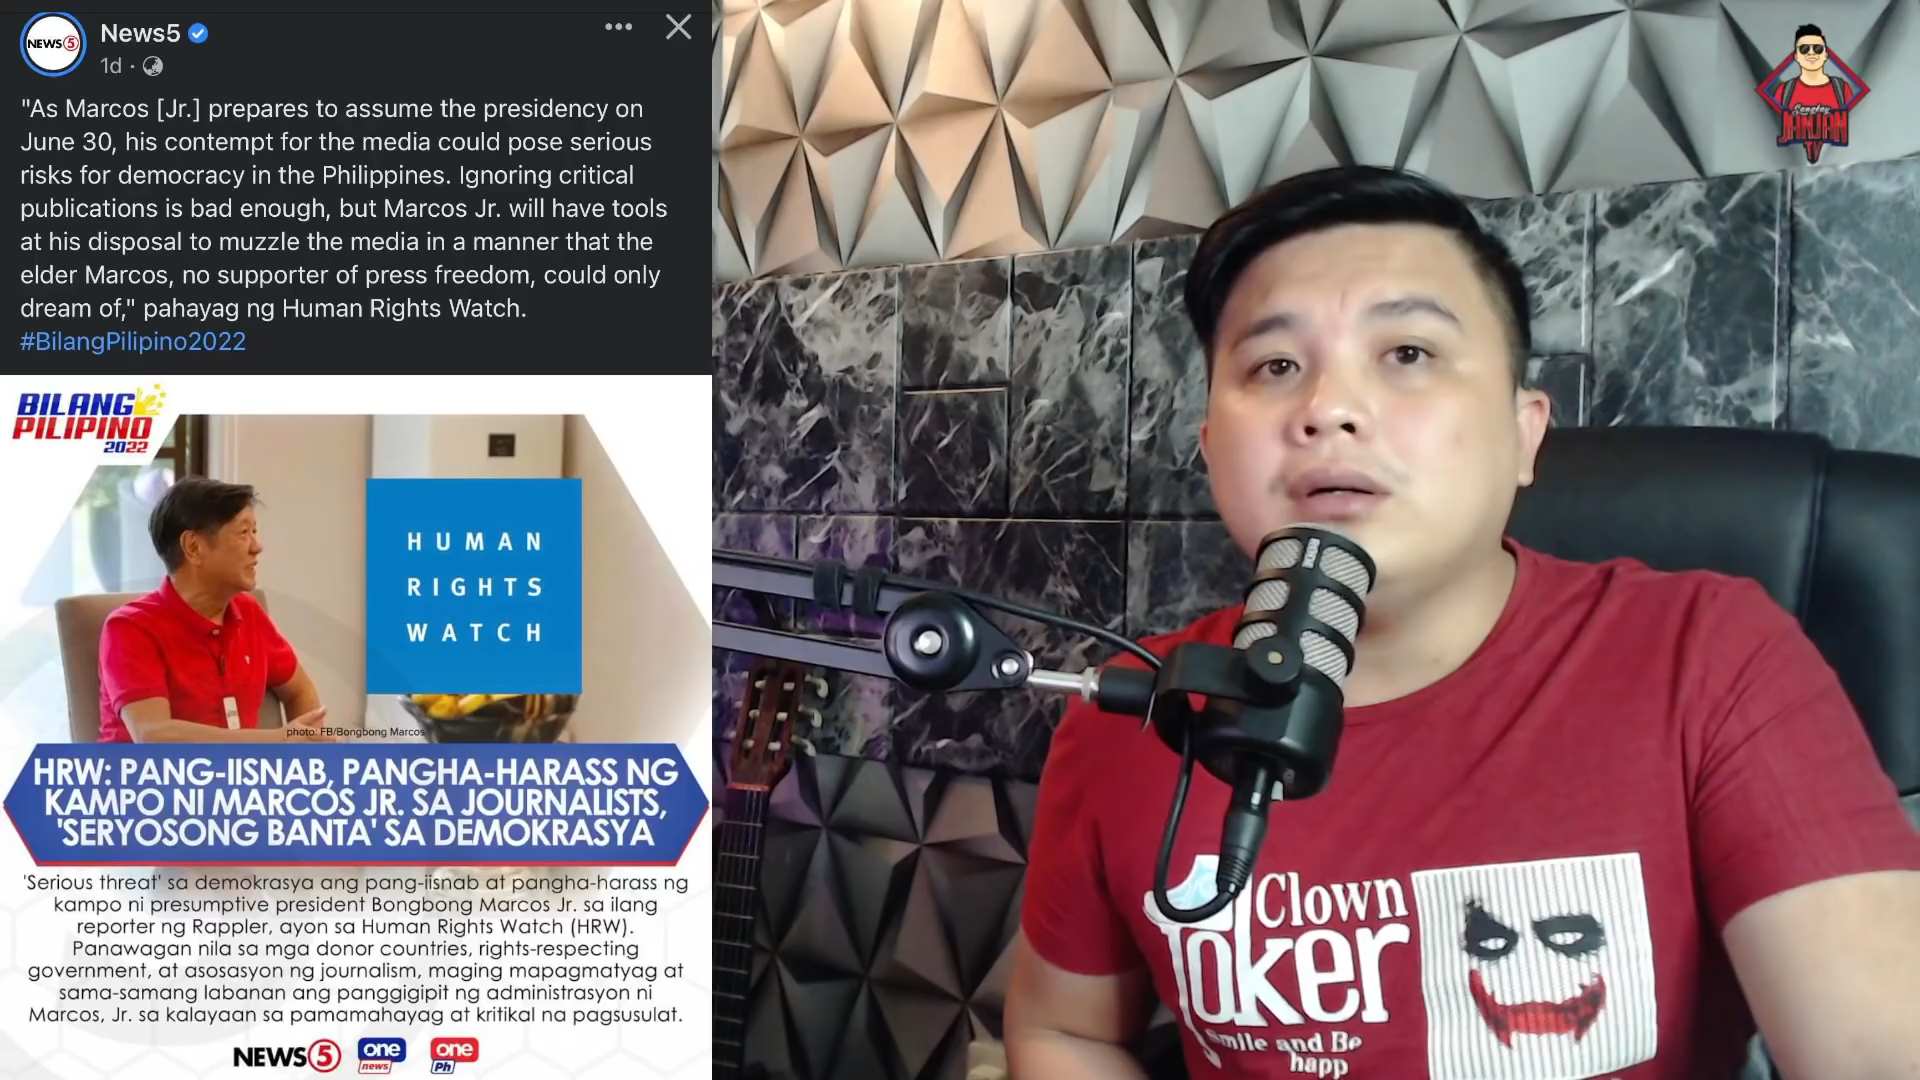 NEWS5
News5
1d
"As Marcos [Jr.] prepares to assume the presidency on
June 30, his contempt for the media could pose serious
risks for democracy in the Philippines. Ignoring critical
publications is bad enough, but Marcos Jr. will have tools
at his disposal to muzzle the media in a manner that the
elder Marcos, no supporter of press freedom, could only
dream of," pahayag ng Human Rights Watch.
#BilangPilipino2022
BILANG
PILIPINO
2022
HUMAN
RIGHTS
WATCH
photo: FB/Bongbong Marcos
HRW: PANG-IISNAB, PANGHA-HARASS NG
KAMPO NI MARCOS JR. SA JOURNALISTS,
'SERYOSONG BANTA' SA DEMOKRASYA
'Serious threat' sa demokrasya ang pang-iisnab at pangha-harass ng
kampo ni presumptive president Bongbong Marcos Jr. sa ilang
reporter ng Rappler, ayon sa Human Rights Watch (HRW).
Panawagan nila sa mga donor countries, rights-respecting
government, at asosasyon ng journalism, maging mapagmatyag at
sama-samang labanan ang panggigipit ng administrasyon ni
Marcos, Jr. sa kalayaan sa pamamahayag at kritikal na pagsusulat.
NEWS5 one news one Ph
Sangkay
JANJAN
TV
RODE
Clown
Joker
Smile and Be
happ